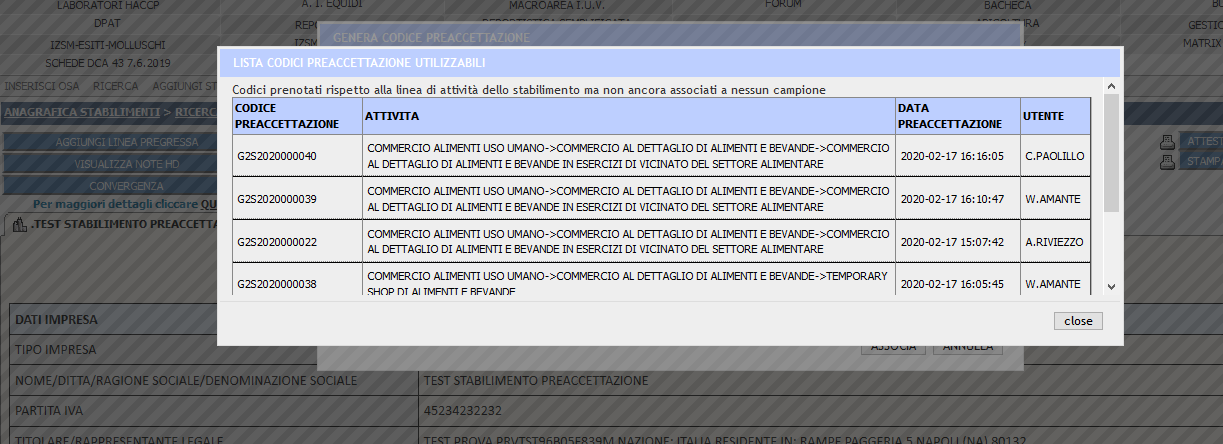 LABORATORI HACCP
A. I. EQUIDI
MACROAREA I.U.V.
FORUM
BACHECA
DPAT
IZSM-ESITI-MOLLUSCHI
MATRIX
SCHEDE DCA 43 7.6.2019
INSERISCI OSA RICERCA AGGIUNGI ST
GENERA CODICE PREACCETTAZIONE
LISTA CODICI PREACCETTAZIONE UTILIZZABILI
Codici prenotati rispetto alla linea di attività dello stabilimento ma non ancora associati a nessun campione
ANAGRAFICA STABILIMENTI > RICERC
AGGIUNGI LINEA PREGRESSA
VISUALIZZA NOTE HD
CONVERGENZA
Per maggiori dettagli cliccare QU
.TEST STABILIMENTO PREACCETTA
ATTEST
STAMPA
CODICE
PREACCETTAZIONE
ATTIVITA
DATA
PREACCETTAZIONE
UTENTE
G2S2020000040
COMMERCIO ALIMENTI USO UMANO->COMMERCIO AL DETTAGLIO DI ALIMENTI E BEVANDE->COMMERCIO
AL DETTAGLIO DI ALIMENTI E BEVANDE IN ESERCIZI DI VICINATO DEL SETTORE ALIMENTARE
2020-02-17 16:16:05
C.PAOLILLO
G2S2020000039
COMMERCIO ALIMENTI USO UMANO->COMMERCIO AL DETTAGLIO DI ALIMENTI E BEVANDE->COMMERCIO
AL DETTAGLIO DI ALIMENTI E BEVANDE IN ESERCIZI DI VICINATO DEL SETTORE ALIMENTARE
2020-02-17 16:10:47
W.AMANTE
G2S2020000022
COMMERCIO ALIMENTI USO UMANO->COMMERCIO AL DETTAGLIO DI ALIMENTI E BEVANDE->COMMERCIO
AL DETTAGLIO DI ALIMENTI E BEVANDE IN ESERCIZI DI VICINATO DEL SETTORE ALIMENTARE
2020-02-17 15:07:42
A.RIVIEZZO
G2S2020000038
COMMERCIO ALIMENTI USO UMANO->COMMERCIO AL DETTAGLIO DI ALIMENTI E BEVANDE->TEMPORARY
SHOP DI ALIMENTI E BEVANDE
2020-02-17 16:05:45
W.AMANTE
close
ASSOCIA
ANNULLA
DATI IMPRESA
TIPO IMPRESA
NOME/DITTA/RAGIONE SOCIALE/DENOMINAZIONE SOCIALE
TEST STABILIMENTO PREACCETTAZIONE
PARTITA IVA
45234232232
TITOLARE/RAPPRESENTANTE LEGALE
TEST PROVA PRVTST96B05F839M NAZIONE: ITALIA RESIDENTE IN: RAMPE PAGGERIA 5 NAPOLI (NA) 80132